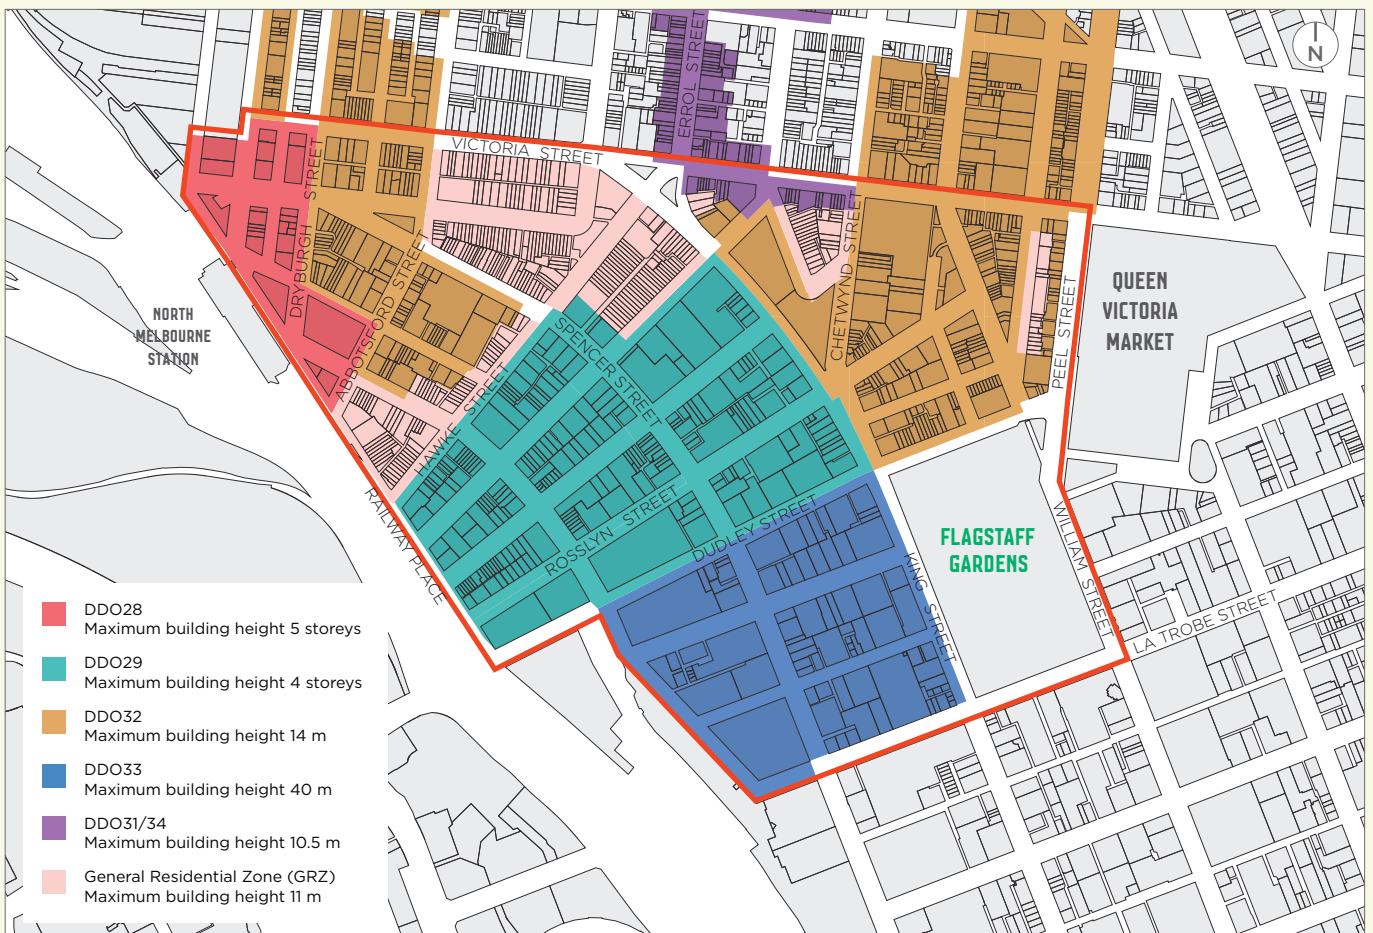 N
VICTORIA STREET
ERROL STREET
DRYBURGH STREET
ABBOTSFORD STREET
HAWKE STREET
SPENCER STREET
CHETWYND STREET
PEEL STREET
QUEEN
VICTORIA
MARKET
NORTH
MELBOURNE
STATION
RAILWAY PLACE
ROSSLYN STREET
DUDLEY STREET
KING STREET
FLAGSTAFF
GARDENS
WILLIAM STREET
LA TROBE STREET
DDO28
Maximum building height 5 storeys
DDO29
Maximum building height 4 storeys
DDO32
Maximum building height 14 m
DDO33
Maximum building height 40 m
DDO31/34
Maximum building height 10.5 m
General Residential Zone (GRZ)
Maximum building height 11 m